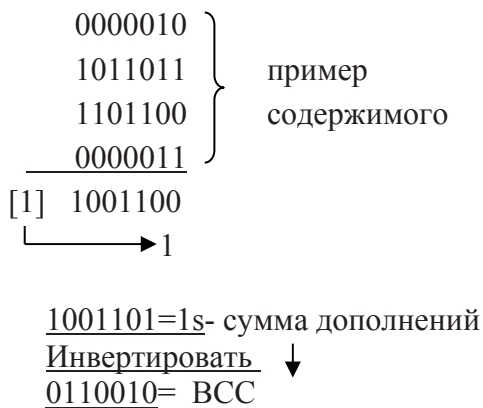 0000010
1011011 пример
1101100 содержимого
0000011
[1] 1001100
1
1001101=1s- сумма дополнений
Инвертировать
0110010= BCC